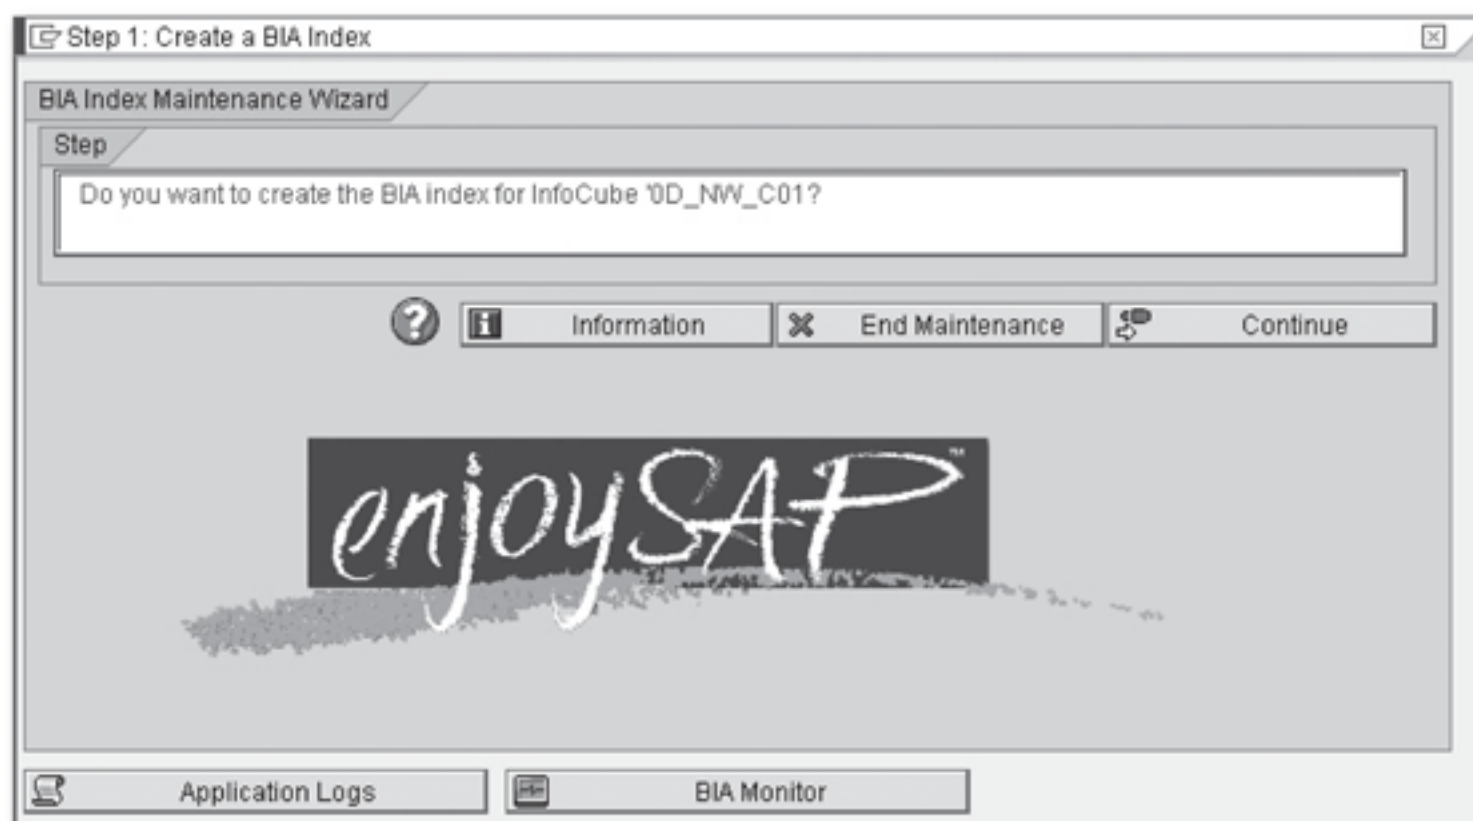 Step 1: Create a BIA Index
BIA Index Maintenance Wizard
Step
Do you want to create the BIA index for InfoCube '0D_NW_C01?
Information
End Maintenance
Continue
enjoySAP™
Application Logs
BIA Monitor